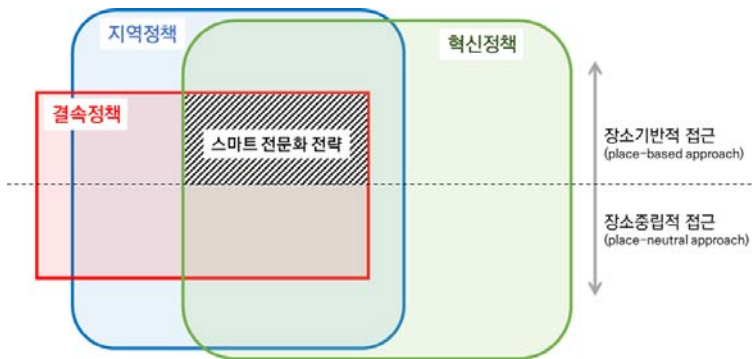 지역정책
혁신정책
결속정책
스마트 전문화 전략
장소기반적 접근
(place-based approach)
장소중립적 접근
(place-neutral approach)